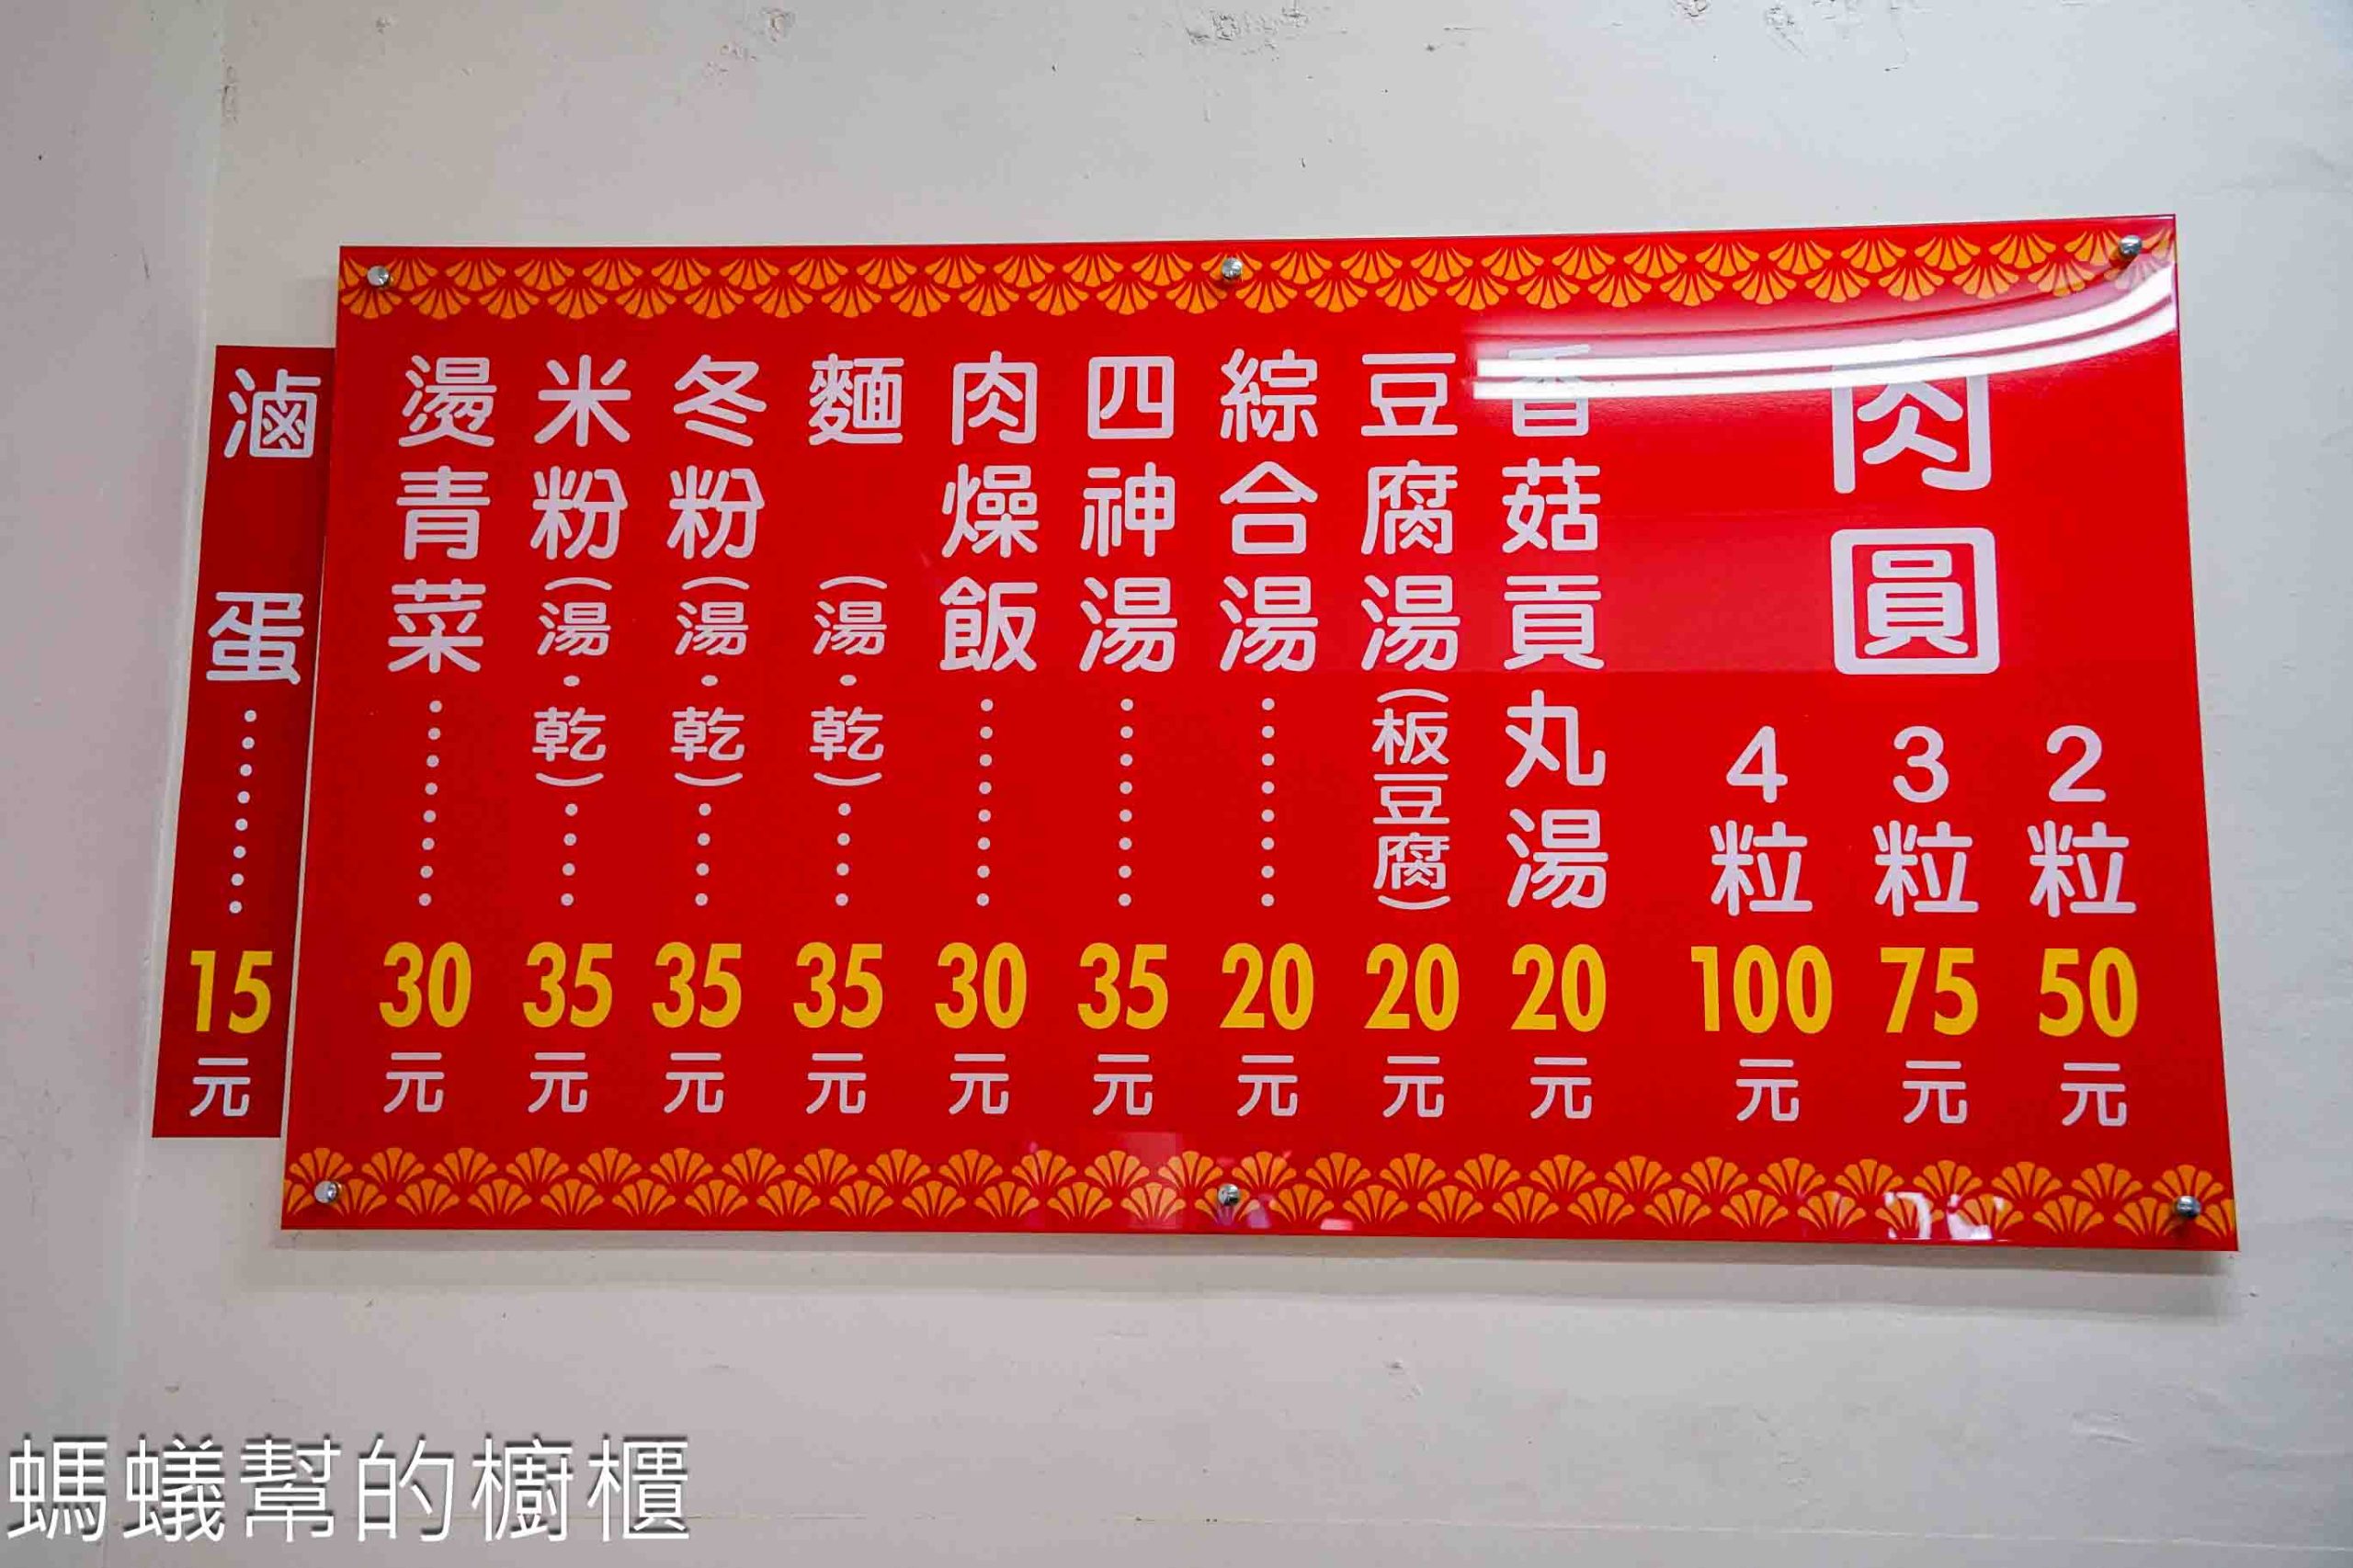 肉圓
2粒50元
3粒75元
4粒100元
香菇貢丸湯20元
豆腐湯(板豆腐)20元
綜合湯........20元
四神湯........35元
肉燥飯........30元
麵(湯・乾)....35元
冬粉(湯・乾)....35元
米粉(湯・乾)....35元
燙青菜........30元
滷蛋........15元
螞蟻幫的櫥櫃